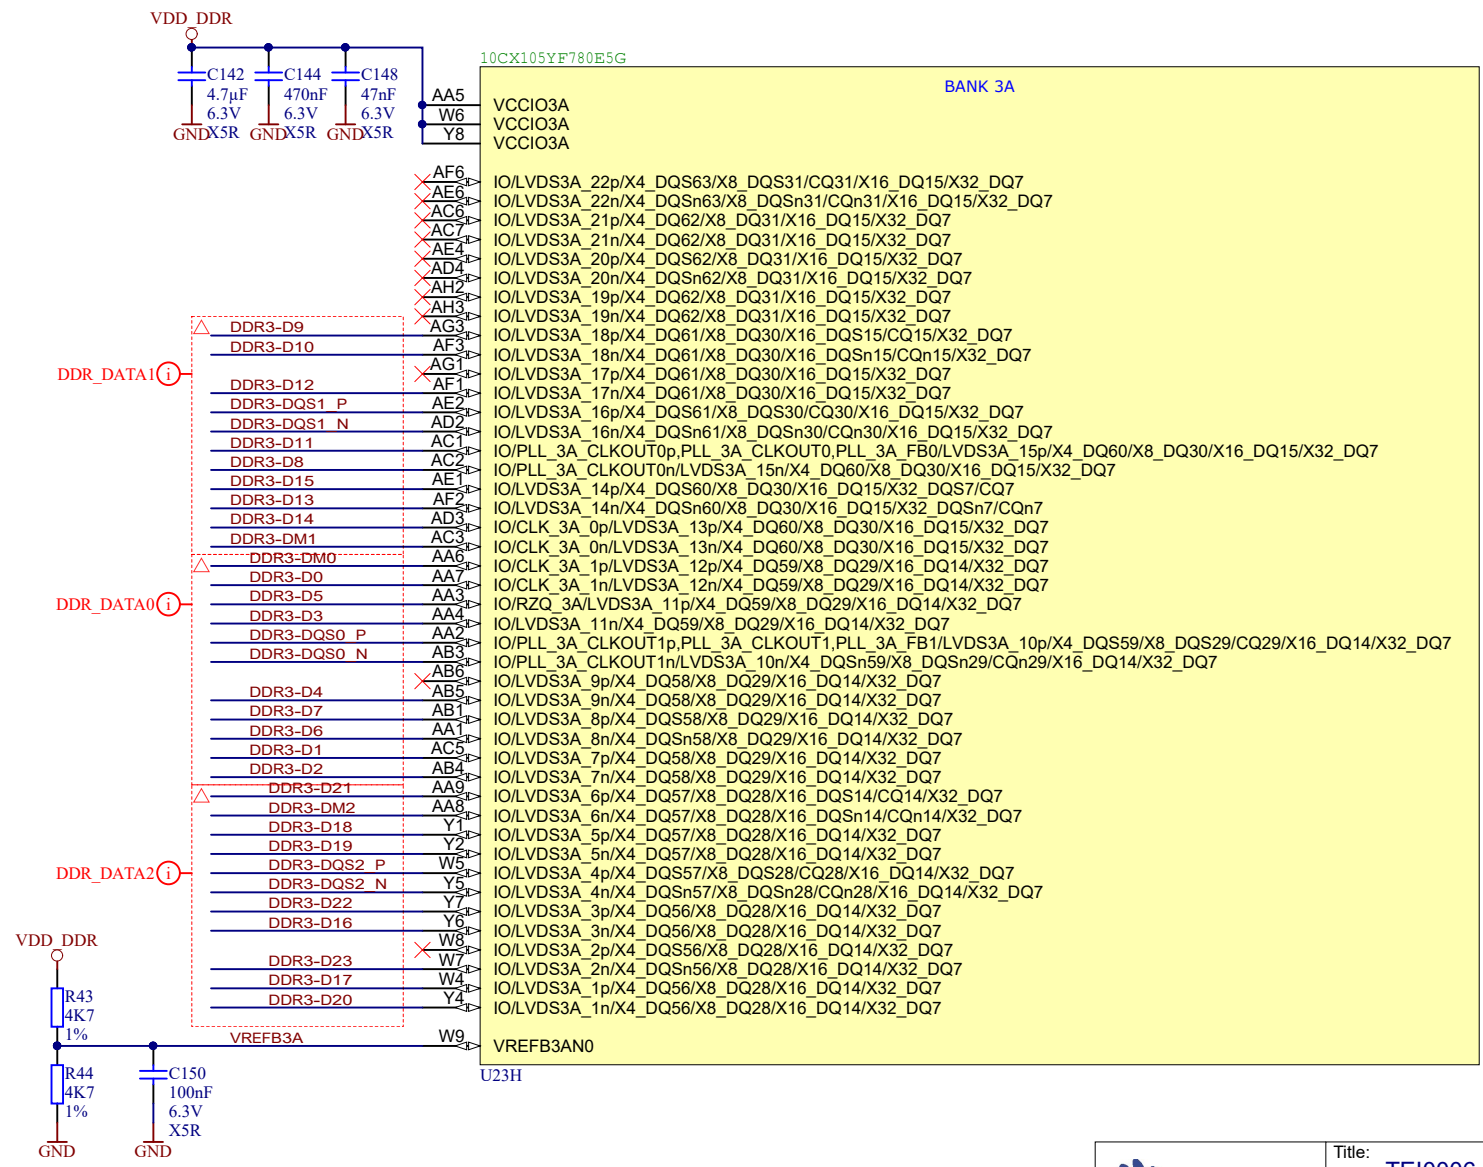 VDD_DDR
C142
4.7µF
6.3V
X5R
GND
C144
470nF
6.3V
X5R
GND
C148
47nF
6.3V
X5R
GND
10CX105YF780E5G
BANK 3A
AA5 VCCIO3A
W6 VCCIO3A
Y8 VCCIO3A
AF6 IO/LVDS3A_22p/X4_DQS63/X8_DQS31/CQ31/X16_DQ15/X32_DQ7
AE6 IO/LVDS3A_22n/X4_DQSn63/X8_DQSn31/CQn31/X16_DQ15/X32_DQ7
AC6 IO/LVDS3A_21p/X4_DQ62/X8_DQ31/X16_DQ15/X32_DQ7
AC7 IO/LVDS3A_21n/X4_DQ62/X8_DQ31/X16_DQ15/X32_DQ7
AE4 IO/LVDS3A_20p/X4_DQS62/X8_DQ31/X16_DQ15/X32_DQ7
AD4 IO/LVDS3A_20n/X4_DQSn62/X8_DQ31/X16_DQ15/X32_DQ7
AH2 IO/LVDS3A_19p/X4_DQ62/X8_DQ31/X16_DQ15/X32_DQ7
AH3 IO/LVDS3A_19n/X4_DQ62/X8_DQ31/X16_DQ15/X32_DQ7
DDR3-D9 AG3 IO/LVDS3A_18p/X4_DQ61/X8_DQ30/X16_DQS15/CQ15/X32_DQ7
DDR3-D10 AF3 IO/LVDS3A_18n/X4_DQ61/X8_DQ30/X16_DQSn15/CQn15/X32_DQ7
DDR_DATA1 i AG1 IO/LVDS3A_17p/X4_DQ61/X8_DQ30/X16_DQ15/X32_DQ7
DDR3-D12 AF1 IO/LVDS3A_17n/X4_DQ61/X8_DQ30/X16_DQ15/X32_DQ7
DDR3-DQS1_P AE2 IO/LVDS3A_16p/X4_DQS61/X8_DQS30/CQ30/X16_DQ15/X32_DQ7
DDR3-DQS1_N AD2 IO/LVDS3A_16n/X4_DQSn61/X8_DQSn30/CQn30/X16_DQ15/X32_DQ7
DDR3-D11 AC1 IO/PLL_3A_CLKOUT0p,PLL_3A_CLKOUT0,PLL_3A_FB0/LVDS3A_15p/X4_DQ60/X8_DQ30/X16_DQ15/X32_DQ7
DDR3-D8 AC2 IO/PLL_3A_CLKOUT0n/LVDS3A_15n/X4_DQ60/X8_DQ30/X16_DQ15/X32_DQ7
DDR3-D15 AE1 IO/LVDS3A_14p/X4_DQS60/X8_DQ30/X16_DQ15/X32_DQS7/CQ7
DDR3-D13 AF2 IO/LVDS3A_14n/X4_DQSn60/X8_DQ30/X16_DQ15/X32_DQSn7/CQn7
DDR3-D14 AD3 IO/CLK_3A_0p/LVDS3A_13p/X4_DQ60/X8_DQ30/X16_DQ15/X32_DQ7
DDR3-DM1 AC3 IO/CLK_3A_0n/LVDS3A_13n/X4_DQ60/X8_DQ30/X16_DQ15/X32_DQ7
DDR3-DM0 AA6 IO/CLK_3A_1p/LVDS3A_12p/X4_DQ59/X8_DQ29/X16_DQ14/X32_DQ7
DDR3-D0 AA7 IO/CLK_3A_1n/LVDS3A_12n/X4_DQ59/X8_DQ29/X16_DQ14/X32_DQ7
DDR_DATA0 i DDR3-D5 AA3 IO/RZQ_3A/LVDS3A_11p/X4_DQ59/X8_DQ29/X16_DQ14/X32_DQ7
DDR3-D3 AA4 IO/LVDS3A_11n/X4_DQ59/X8_DQ29/X16_DQ14/X32_DQ7
DDR3-DQS0_P AA2 IO/PLL_3A_CLKOUT1p,PLL_3A_CLKOUT1,PLL_3A_FB1/LVDS3A_10p/X4_DQS59/X8_DQS29/CQ29/X16_DQ14/X32_DQ7
DDR3-DQS0_N AB3 IO/PLL_3A_CLKOUT1n/LVDS3A_10n/X4_DQSn59/X8_DQSn29/CQn29/X16_DQ14/X32_DQ7
AB6 IO/LVDS3A_9p/X4_DQ58/X8_DQ29/X16_DQ14/X32_DQ7
DDR3-D4 AB5 IO/LVDS3A_9n/X4_DQ58/X8_DQ29/X16_DQ14/X32_DQ7
DDR3-D7 AB1 IO/LVDS3A_8p/X4_DQS58/X8_DQ29/X16_DQ14/X32_DQ7
DDR3-D6 AA1 IO/LVDS3A_8n/X4_DQSn58/X8_DQ29/X16_DQ14/X32_DQ7
DDR3-D1 AC5 IO/LVDS3A_7p/X4_DQ58/X8_DQ29/X16_DQ14/X32_DQ7
DDR3-D2 AB4 IO/LVDS3A_7n/X4_DQ58/X8_DQ29/X16_DQ14/X32_DQ7
DDR3-D21 AA9 IO/LVDS3A_6p/X4_DQ57/X8_DQ28/X16_DQS14/CQ14/X32_DQ7
DDR3-DM2 AA8 IO/LVDS3A_6n/X4_DQ57/X8_DQ28/X16_DQSn14/CQn14/X32_DQ7
DDR3-D18 Y1 IO/LVDS3A_5p/X4_DQ57/X8_DQ28/X16_DQ14/X32_DQ7
DDR3-D19 Y2 IO/LVDS3A_5n/X4_DQ57/X8_DQ28/X16_DQ14/X32_DQ7
DDR_DATA2 i DDR3-DQS2_P W5 IO/LVDS3A_4p/X4_DQS57/X8_DQS28/CQ28/X16_DQ14/X32_DQ7
DDR3-DQS2_N Y5 IO/LVDS3A_4n/X4_DQSn57/X8_DQSn28/CQn28/X16_DQ14/X32_DQ7
DDR3-D22 Y7 IO/LVDS3A_3p/X4_DQ56/X8_DQ28/X16_DQ14/X32_DQ7
DDR3-D16 Y6 IO/LVDS3A_3n/X4_DQ56/X8_DQ28/X16_DQ14/X32_DQ7
W8 IO/LVDS3A_2p/X4_DQS56/X8_DQ28/X16_DQ14/X32_DQ7
DDR3-D23 W7 IO/LVDS3A_2n/X4_DQSn56/X8_DQ28/X16_DQ14/X32_DQ7
DDR3-D17 W4 IO/LVDS3A_1p/X4_DQ56/X8_DQ28/X16_DQ14/X32_DQ7
DDR3-D20 Y4 IO/LVDS3A_1n/X4_DQ56/X8_DQ28/X16_DQ14/X32_DQ7
VREFB3A W9 VREFB3AN0
U23H
VDD_DDR
R43
4K7
1%
R44
4K7
1%
GND
C150
100nF
6.3V
X5R
GND
Title: